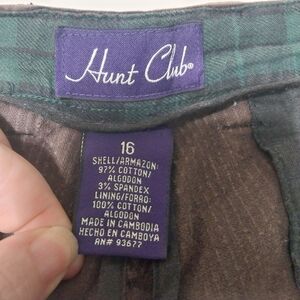 Hunt Club®
16
SHELL/ARMAZON:
97% COTTON/
ALGODON
3% SPANDEX
LINING/FORRO:
100% COTTON/
ALGODON
MADE IN CAMBODIA
HECHO EN CAMBOYA
RN# 93677